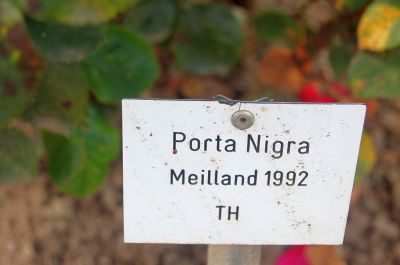 Porta Nigra
Meilland 1992
TH